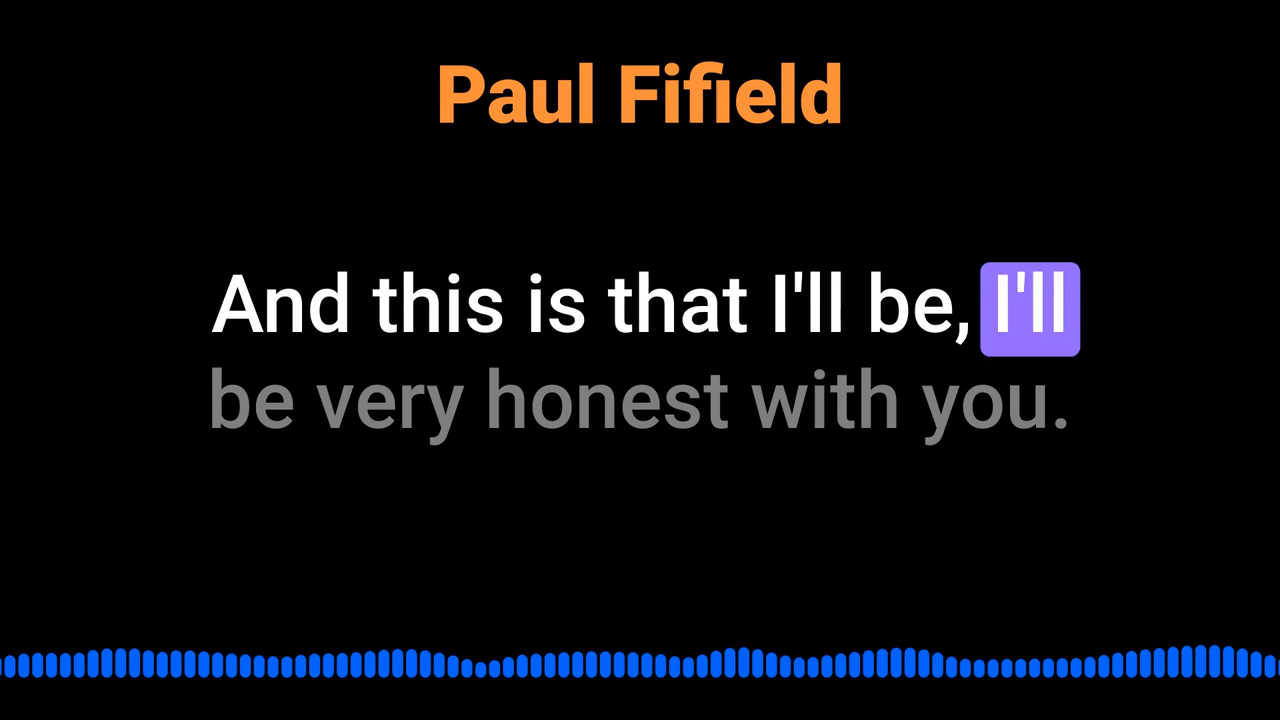 Paul Fifield
And this is that I'll be, I'll
be very honest with you.